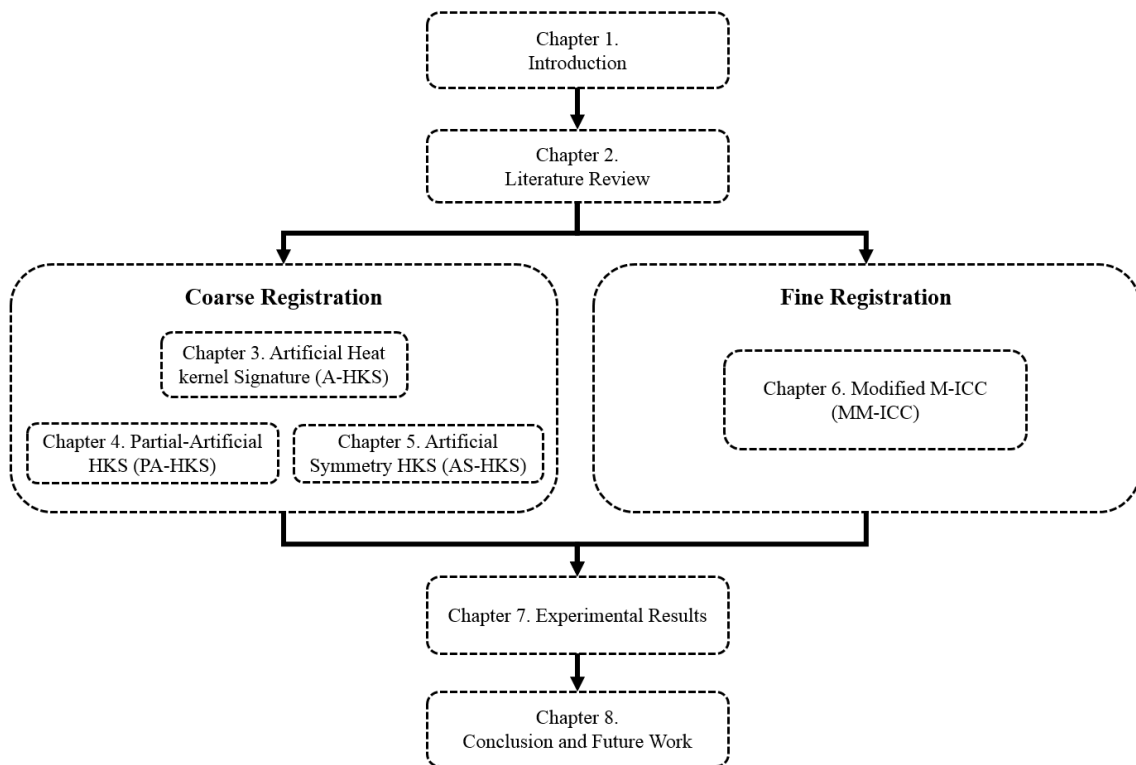 Chapter 1.
Introduction
Chapter 2.
Literature Review
Coarse Registration
Chapter 3. Artificial Heat
kernel Signature (A-HKS)
Chapter 4. Partial-Artificial
HKS (PA-HKS)
Chapter 5. Artificial
Symmetry HKS (AS-HKS)
Fine Registration
Chapter 6. Modified M-ICC
(MM-ICC)
Chapter 7. Experimental Results
Chapter 8.
Conclusion and Future Work